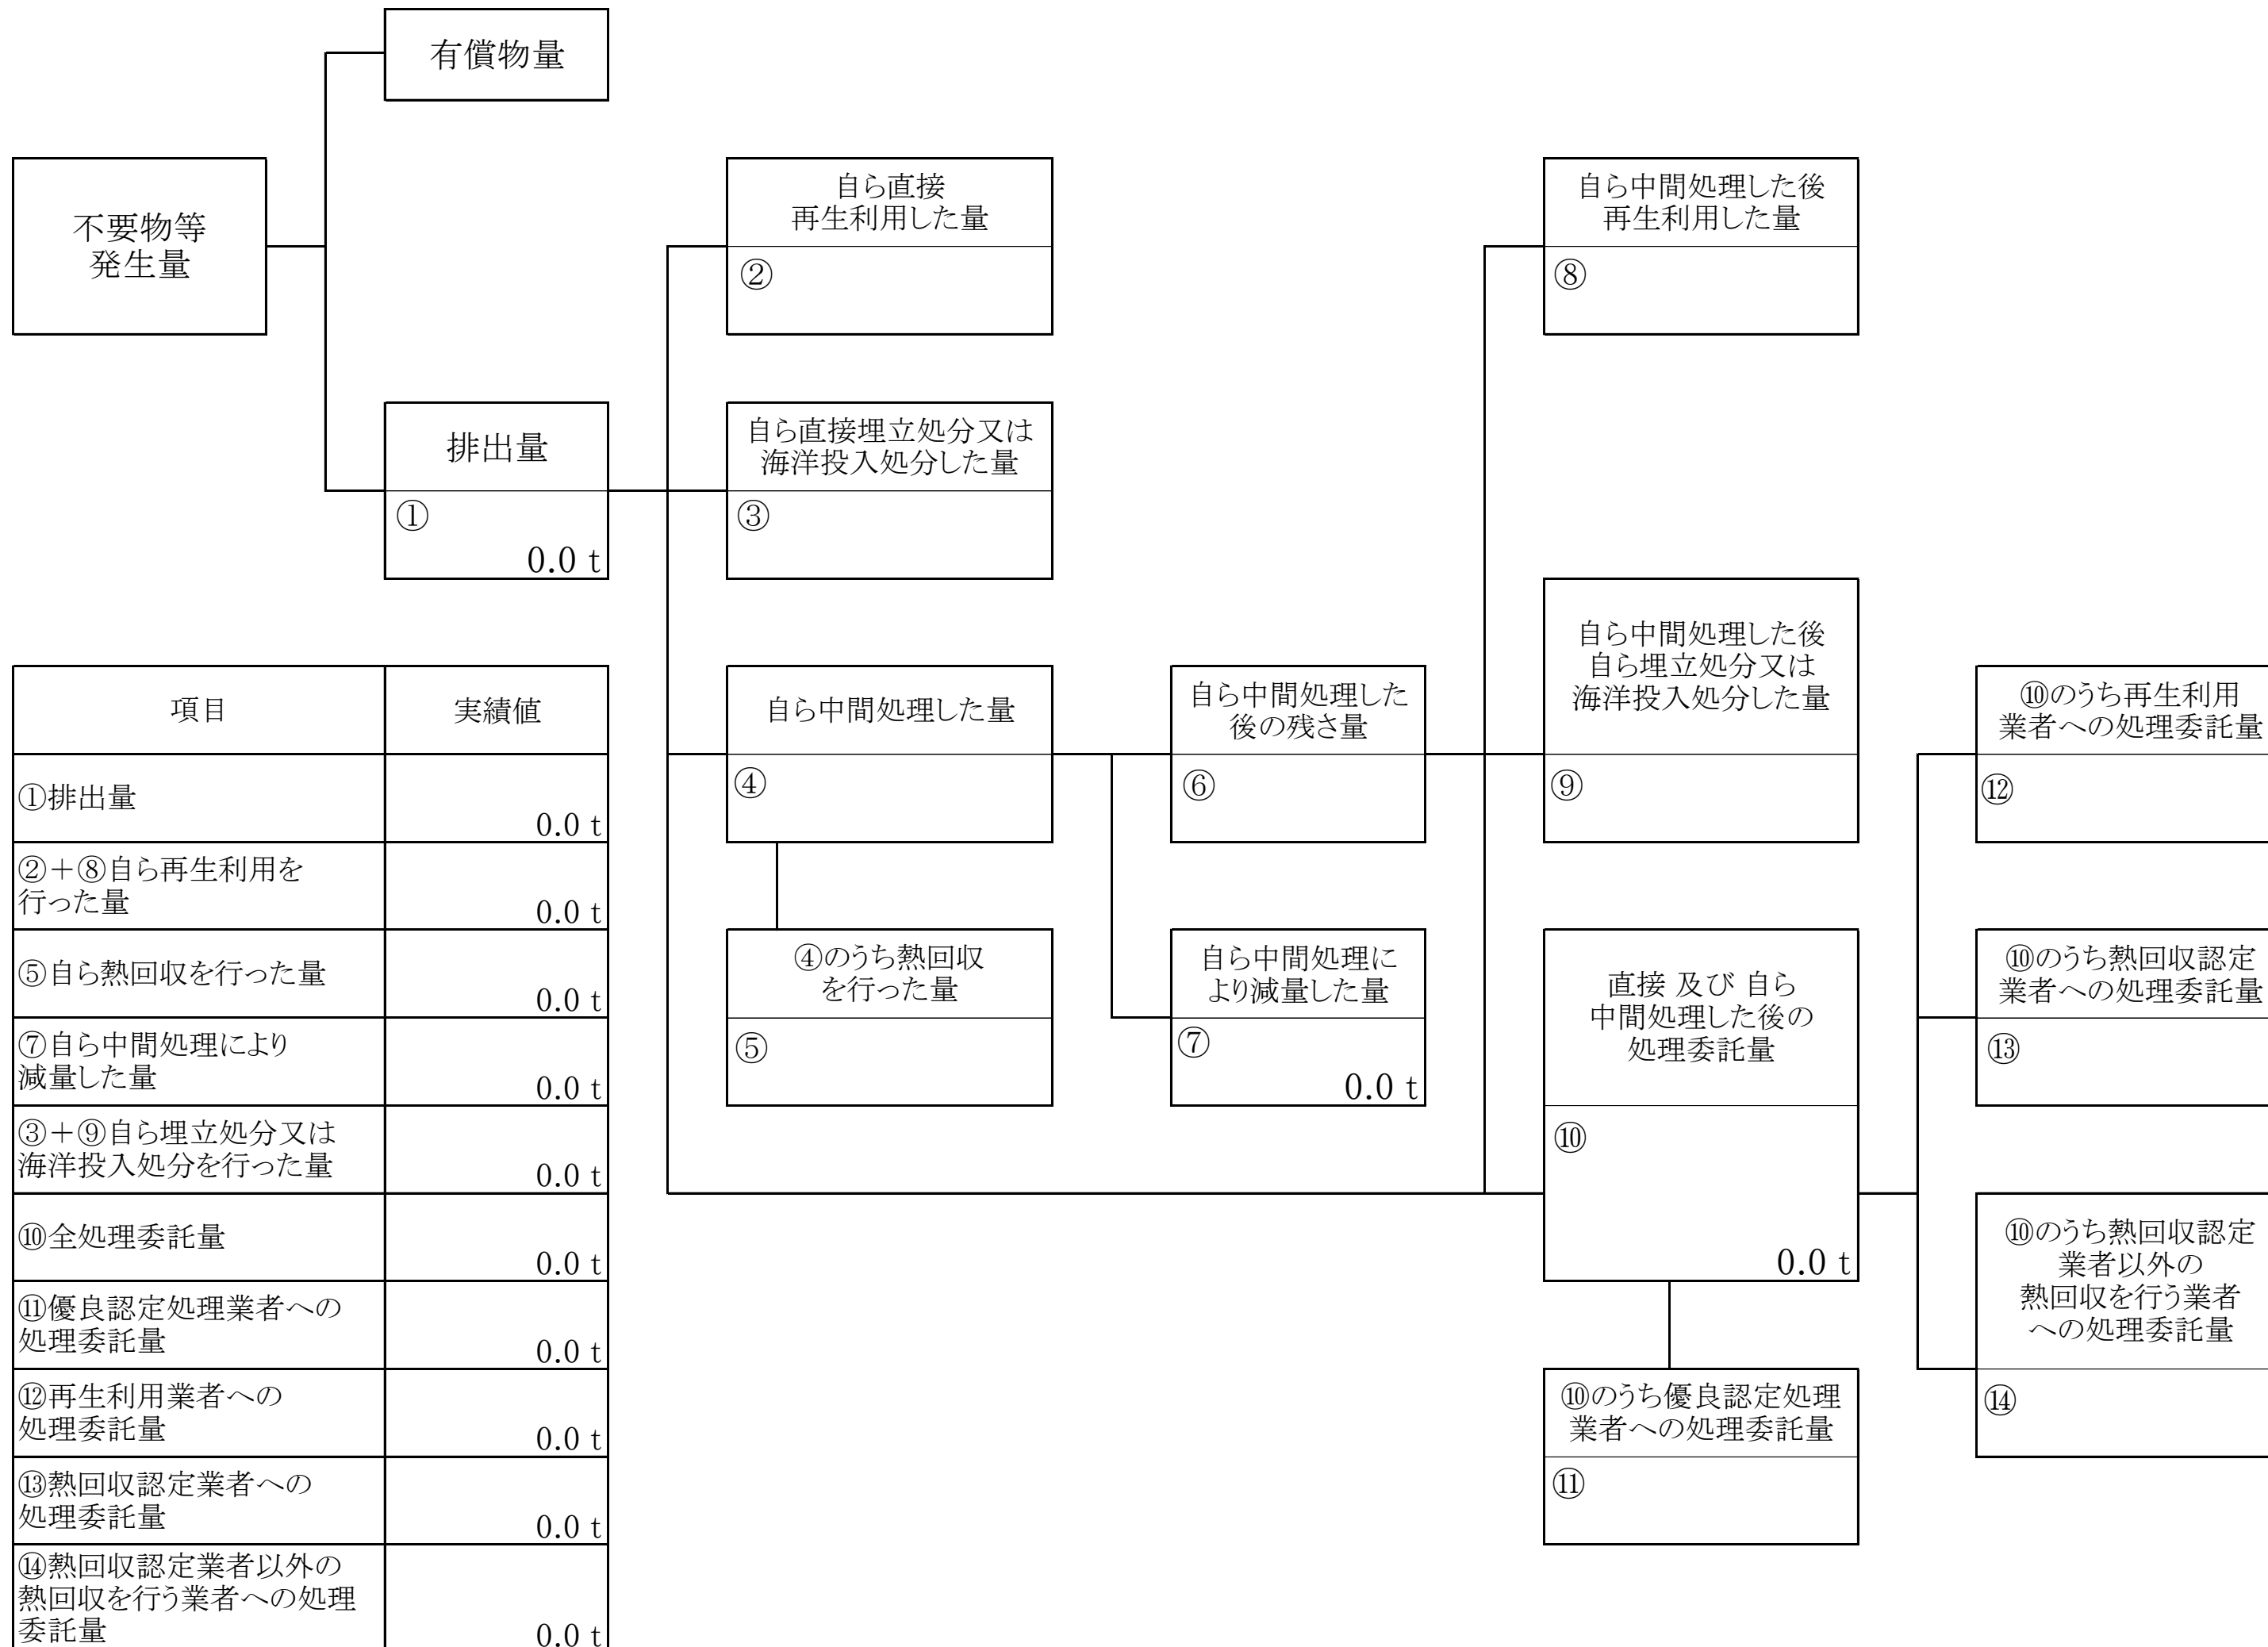 有償物量
不要物等
発生量
自ら直接
再生利用した量
②
自ら中間処理した後
再生利用した量
⑧
排出量
①
0.0 t
自ら直接埋立処分又は
海洋投入処分した量
③
自ら中間処理した量
④
自ら中間処理した
後の残さ量
⑥
自ら中間処理した後
自ら埋立処分又は
海洋投入処分した量
⑨
⑩のうち再生利用
業者への処理委託量
⑫
④のうち熱回収
を行った量
⑤
自ら中間処理に
より減量した量
⑦
0.0 t
直接 及び 自ら
中間処理した後の
処理委託量
⑩
0.0 t
⑩のうち熱回収認定
業者への処理委託量
⑬
⑩のうち熱回収認定
業者以外の
熱回収を行う業者
への処理委託量
⑭
⑩のうち優良認定処理
業者への処理委託量
⑪
項目 実績値
①排出量
0.0 t
②＋⑧自ら再生利用を
行った量
0.0 t
⑤自ら熱回収を行った量
0.0 t
⑦自ら中間処理により
減量した量
0.0 t
③＋⑨自ら埋立処分又は
海洋投入処分を行った量
0.0 t
⑩全処理委託量
0.0 t
⑪優良認定処理業者への
処理委託量
0.0 t
⑫再生利用業者への
処理委託量
0.0 t
⑬熱回収認定業者への
処理委託量
0.0 t
⑭熱回収認定業者以外の
熱回収を行う業者への処理
委託量
0.0 t